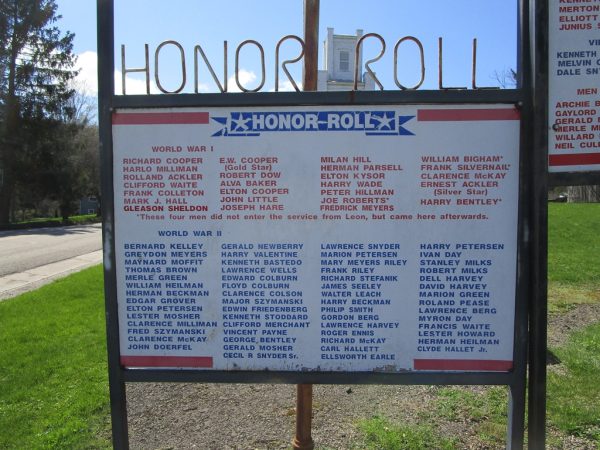 HONOR ROLL
HONOR ROLL
WORLD WAR I
RICHARD COOPER
HARLO MILLIMAN
ROLLAND ACKLER
CLIFFORD WAITE
FRANK COLLETON
MARK J. HALL
GLEASON SHELDON
E.W. COOPER
(Gold Star)
ROBERT DOW
ALVA BAKER
ELTON COOPER
JOHN LITTLE
JOSEPH HARE
MILAN HILL
HERMAN PARSELL
ELTON KYSOR
HARRY WADE
PETER HILLMAN
JOE ROBERTS*
FREDRICK MEYERS
WILLIAM BIGHAM*
FRANK SILVERNAIL*
CLARENCE McKAY
ERNEST ACKLER
(Silver Star)
HARRY BENTLEY*
*These four men did not enter the service from Leon, but came here afterwards.
WORLD WAR II
BERNARD KELLEY
GREYDON MEYERS
MAYNARD MOFFIT
THOMAS BROWN
MERLE GREEN
WILLIAM HEILMAN
HERMAN BECKMAN
EDGAR GROVER
ELTON PETERSEN
LESTER MOSHER
CLARENCE MILLIMAN
FRED SZYMANSKI
CLARENCE McKAY
JOHN DOERFEL
GERALD NEWBERRY
HARRY VALENTINE
KENNETH BASTEDO
LAWRENCE WELLS
EDWARD COLBURN
FLOYD COLBURN
CLARENCE COLSON
MAJOR SZYMANSKI
EDWIN FRIEDENBERG
KENNETH STODDARD
CLIFFORD MERCHANT
VINCENT PAYNE
GEORGE BENTLEY
GERALD MOSHER
CECIL R SNYDER Sr.
LAWRENCE SNYDER
MARION PETERSEN
MARY MEYERS RILEY
FRANK RILEY
RICHARD STEFANIK
JAMES SEELEY
WALTER LEACH
HARRY BECKMAN
PHILIP SMITH
GORDON BERG
LAWRENCE HARVEY
ROGER ENNIS
RICHARD McKAY
CARL HALLETT
ELLSWORTH EARLE
HARRY PETERSEN
IVAN DAY
STANLEY MILKS
ROBERT MILKS
DELL HARVEY
DAVID HARVEY
MARION GREEN
ROLAND PEASE
LAWRENCE BERG
MYRON DAY
FRANCIS WAITE
LESTER HOWARD
HERMAN HEILMAN
CLYDE HALLET Jr.
MERTON
ELLIOTT
JUNIUS S
KENNETH
MELVIN
DALE SN
MEN
ARCHIE B
GAYLORD
GERALD
MERLE
WILLARD
NEIL CUL